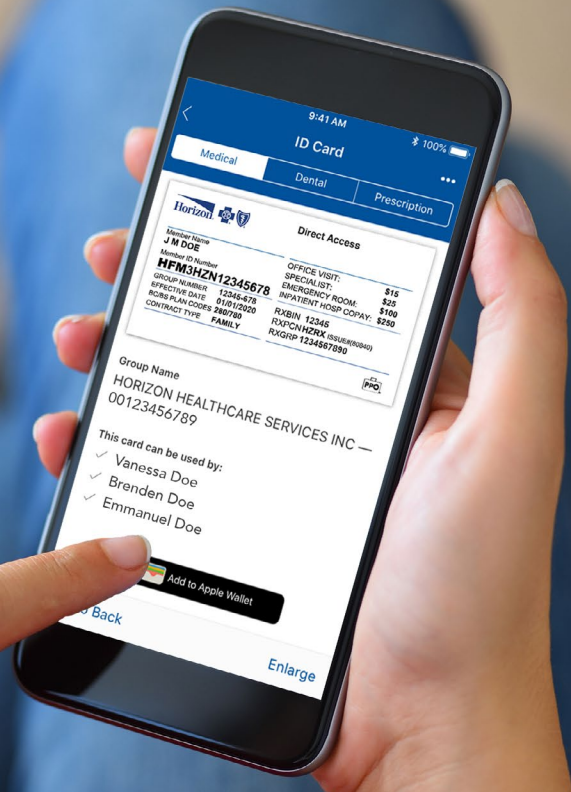 9:41 AM
100%
ID Card
Medical
Dental
Prescription
Horizon
Direct Access
Member Name
J M DOE
Member ID Number
HFM3HZN12345678
GROUP NUMBER 12345-678
EFFECTIVE DATE 01/01/2020
BC/BS PLAN CODES 280/780
CONTRACT TYPE FAMILY
OFFICE VISIT: $15
SPECIALIST: $25
EMERGENCY ROOM: $100
INPATIENT HOSP COPAY: $250
RXBIN 12345
RXPCN HZRX ISSUER(80840)
RXGRP 1234567890
PPO
Group Name
HORIZON HEALTHCARE SERVICES INC —
00123456789
This card can be used by:
Vanessa Doe
Brenden Doe
Emmanuel Doe
Add to Apple Wallet
Back
Enlarge